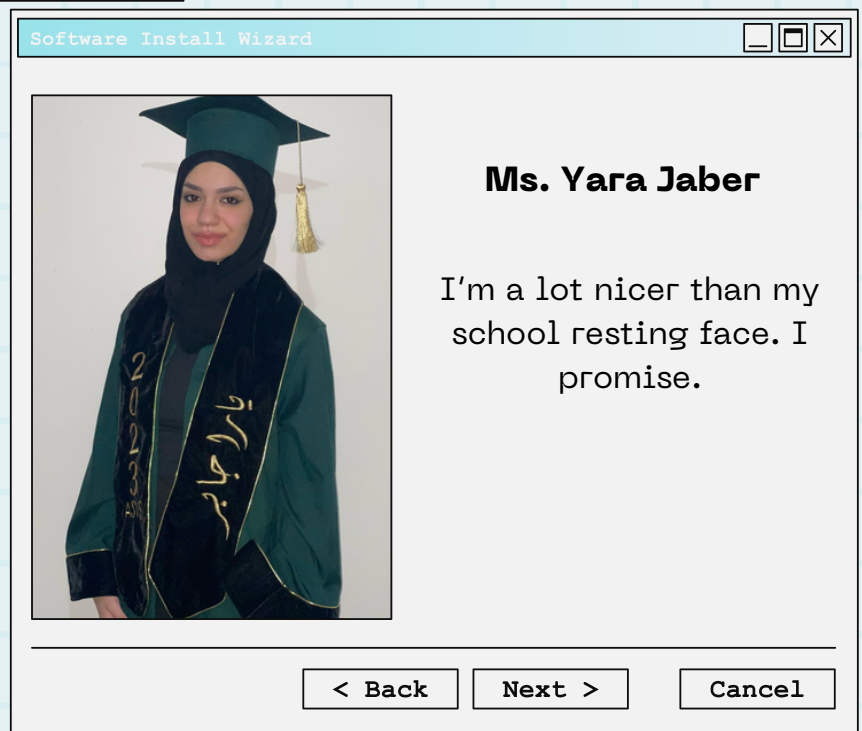 Software Install Wizard
Ms. Yara Jaber
I'm a lot nicer than my
school resting face. I
promise.
2023
يارا جابر
< Back
Next >
Cancel